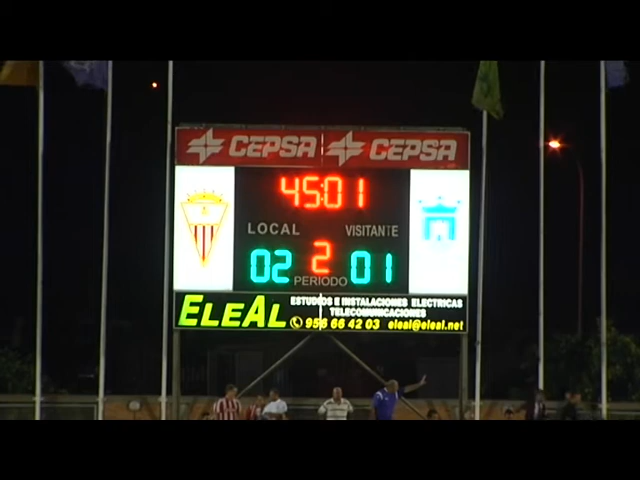 CEPSA CEPSA
45:01
LOCAL VISITANTE
02 2 01
PERIODO
ELEAL ESTUDIOS E INSTALACIONES ELECTRICAS
TELECOMUNICACIONES
956 66 42 03 eleal@eleal.net